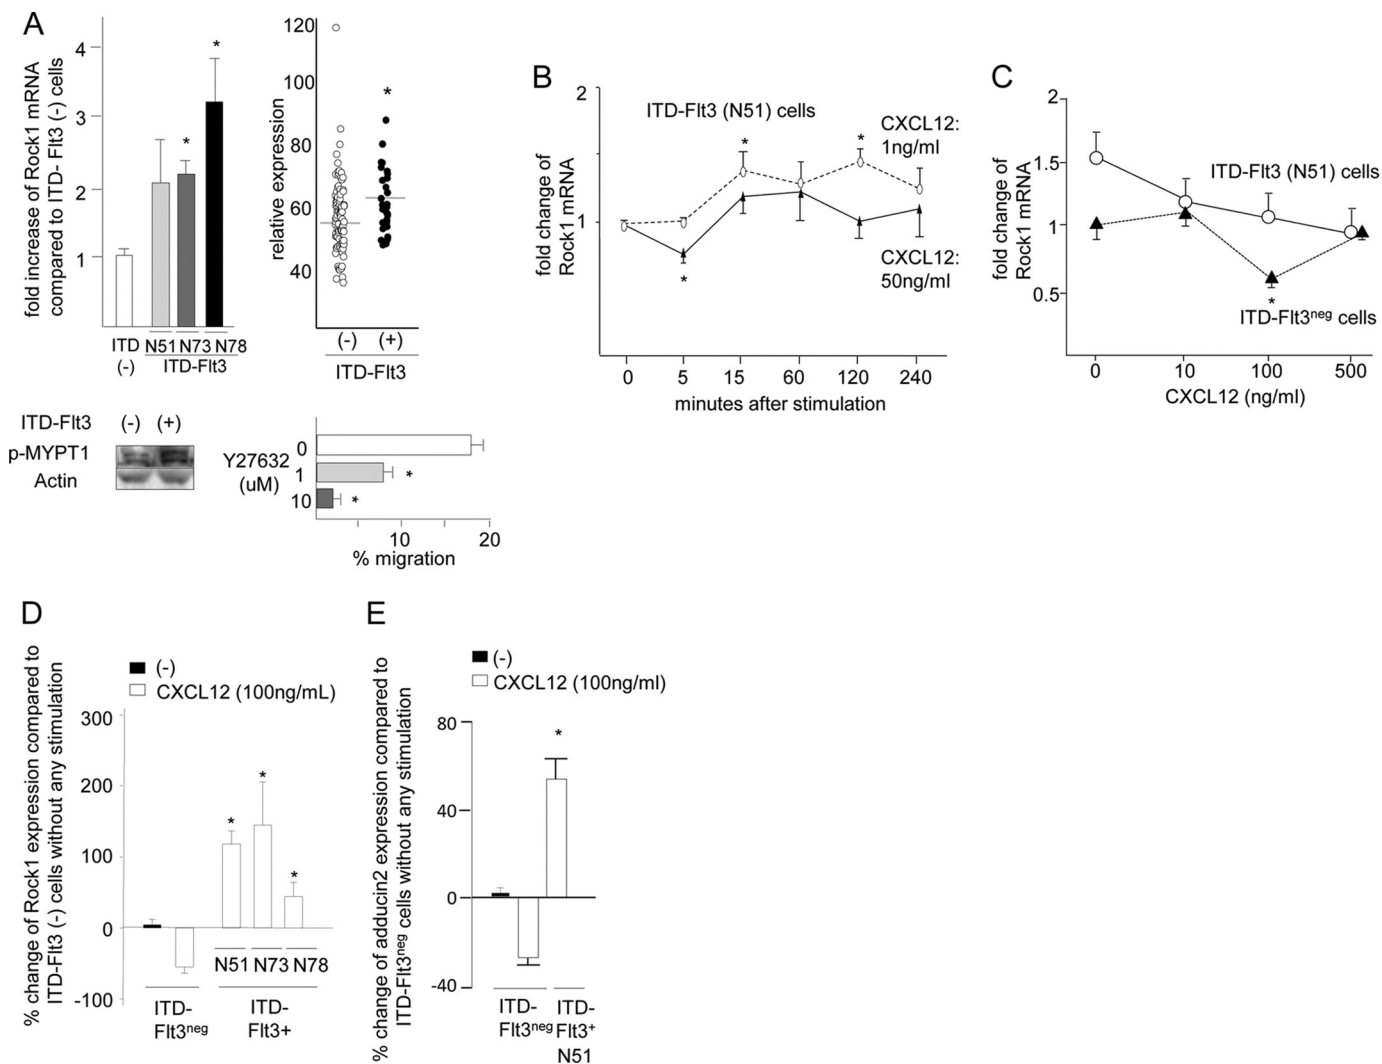 A
fold increase of Rock1 mRNA
compared to ITD- Flt3 (-) cells
4
3
2
1
*
*
ITD
(-)
N51 N73 N78
ITD-Flt3
relative expression
120
100
80
60
40
*
(-) (+)
ITD-Flt3
ITD-Flt3 (-) (+)
p-MYPT1
Actin
Y27632
(uM)
0
1
10
*
*
10 20
% migration
B
fold change of
Rock1 mRNA
2
1
ITD-Flt3 (N51) cells
CXCL12:
1ng/ml
*
*
*
CXCL12:
50ng/ml
0 5 15 60 120 240
minutes after stimulation
C
fold change of
Rock1 mRNA
2
1.5
1
0.5
ITD-Flt3 (N51) cells
*
ITD-Flt3neg cells
0 10 100 500
CXCL12 (ng/ml)
D
% change of Rock1 expression compared to
ITD-Flt3 (-) cells without any stimulation
(-)
CXCL12 (100ng/mL)
300
200
100
0
-100
*
*
*
N51 N73 N78
ITD-
Flt3neg
ITD-
Flt3+
E
% change of adducin2 expression compared to
ITD-Flt3neg cells without any stimulation
(-)
CXCL12 (100ng/ml)
80
40
0
-40
*
ITD-
Flt3neg
ITD-
Flt3+
N51